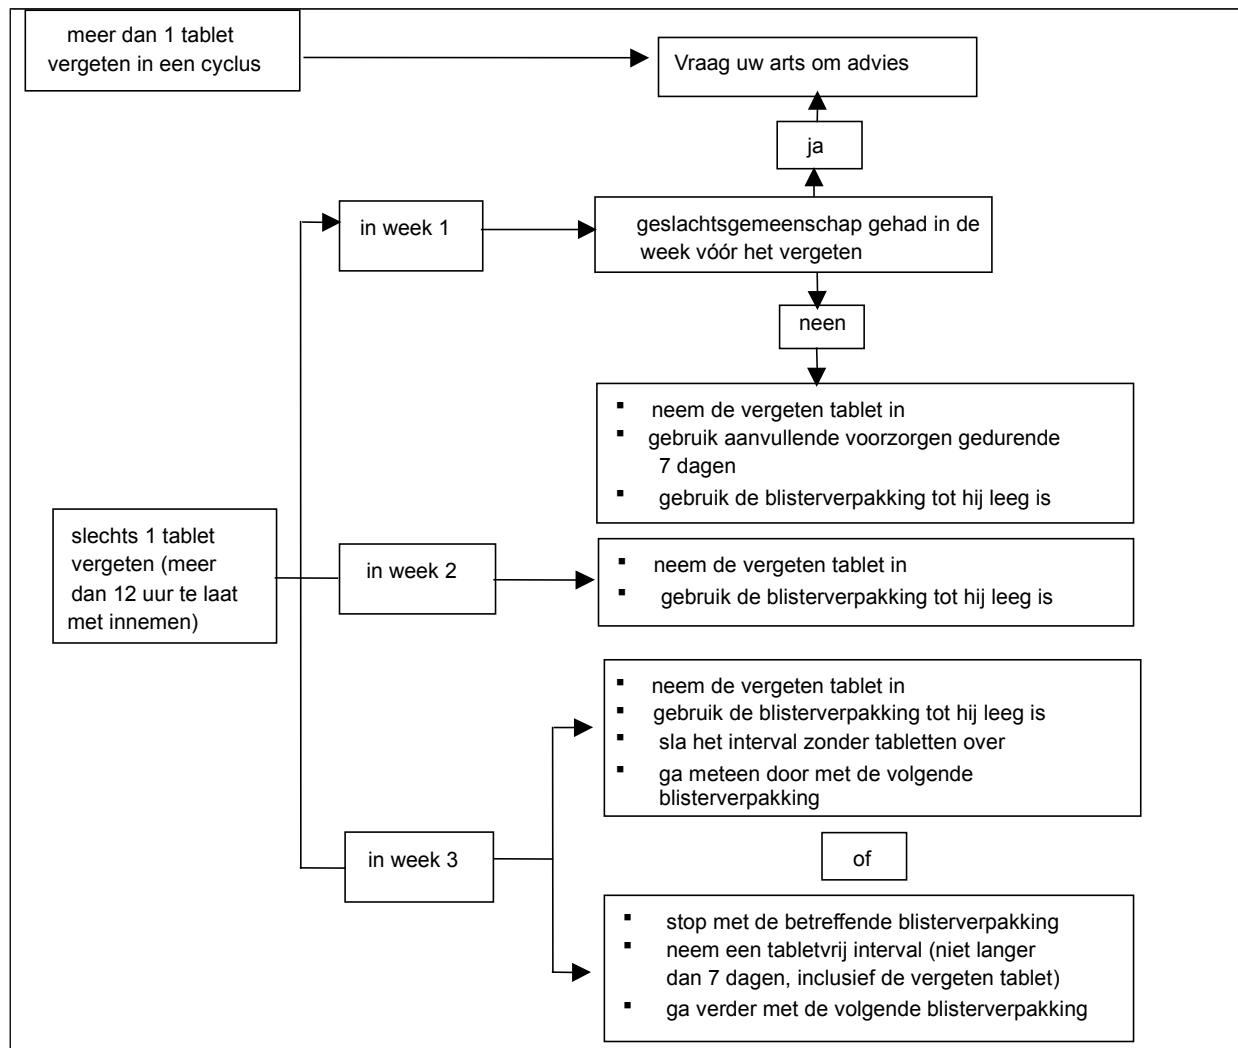 meer dan 1 tablet
vergeten in een cyclus
Vraag uw arts om advies
ja
in week 1
geslachtsgemeenschap gehad in de
week vóór het vergeten
neen
▪ neem de vergeten tablet in
▪ gebruik aanvullende voorzorgen gedurende
7 dagen
▪ gebruik de blisterverpakking tot hij leeg is
slechts 1 tablet
vergeten (meer
dan 12 uur te laat
met innemen)
in week 2
▪ neem de vergeten tablet in
▪ gebruik de blisterverpakking tot hij leeg is
▪ neem de vergeten tablet in
▪ gebruik de blisterverpakking tot hij leeg is
▪ sla het interval zonder tabletten over
▪ ga meteen door met de volgende
blisterverpakking
in week 3
of
▪ stop met de betreffende blisterverpakking
▪ neem een tabletvrij interval (niet langer
dan 7 dagen, inclusief de vergeten tablet)
▪ ga verder met de volgende blisterverpakking